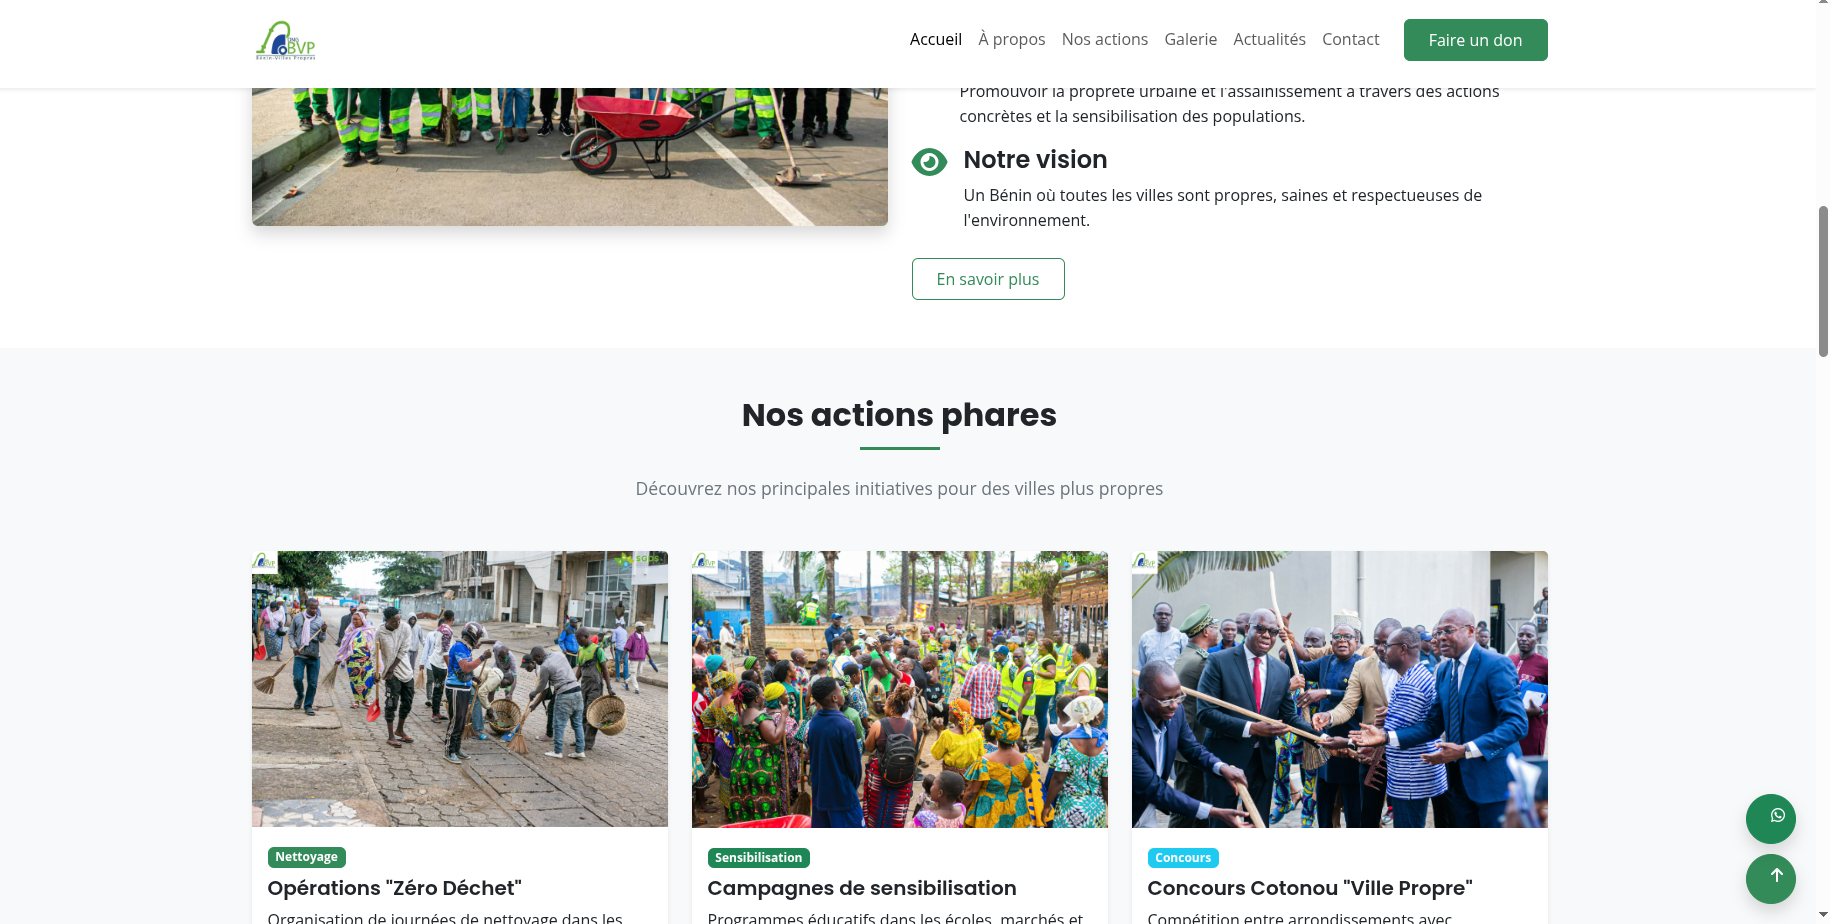 BVP
Bénin-Villes Propres
Accueil
À propos
Nos actions
Galerie
Actualités
Contact
Faire un don
Promouvoir la propreté urbaine et l'assainissement à travers des actions
concrètes et la sensibilisation des populations.
Notre vision
Un Bénin où toutes les villes sont propres, saines et respectueuses de
l'environnement.
En savoir plus
Nos actions phares
Découvrez nos principales initiatives pour des villes plus propres
Nettoyage
Opérations "Zéro Déchet"
Organisation de journées de nettoyage dans les
Sensibilisation
Campagnes de sensibilisation
Programmes éducatifs dans les écoles, marchés et
Concours
Concours Cotonou "Ville Propre"
Compétition entre arrondissements avec